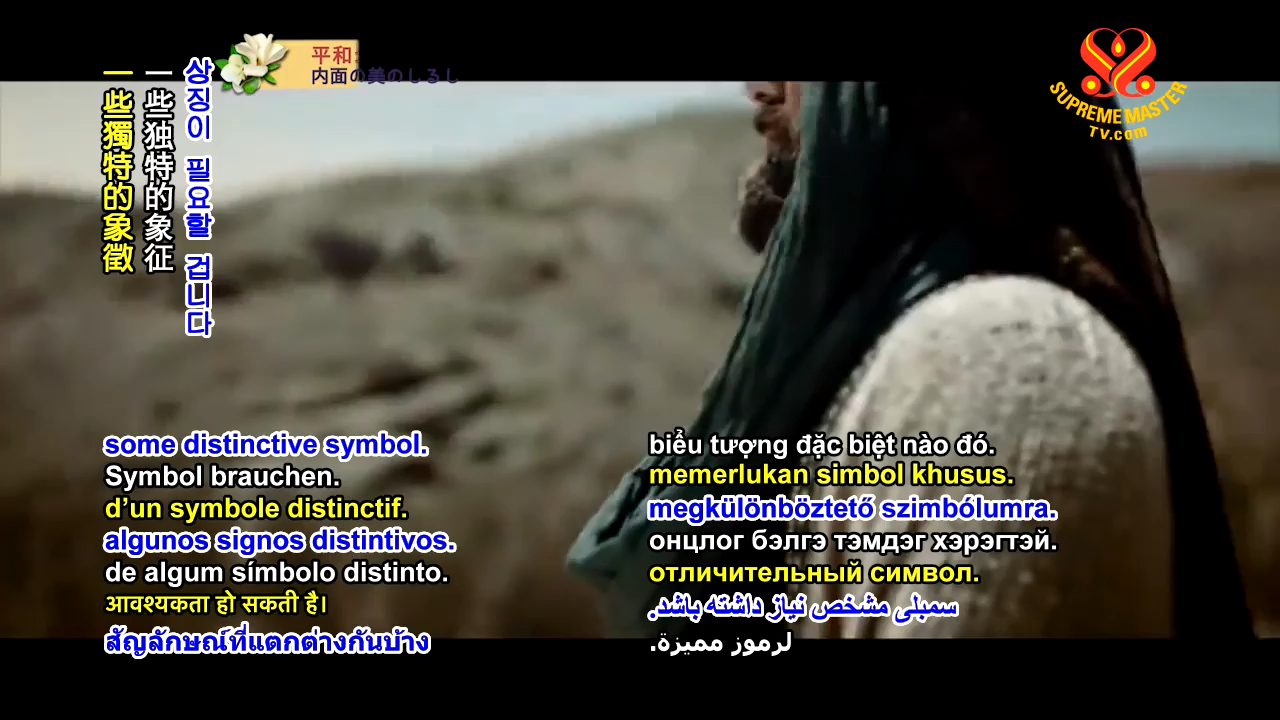 平和:
内面の美のしるし
SUPREME MASTER
TV.com
상징이 필요할 겁니다
一些独特的象征
一些獨特的象徵
some distinctive symbol.
Symbol brauchen.
d’un symbole distinctif.
algunos signos distintivos.
de algum símbolo distinto.
आवश्यकता हो सकती है।
สัญลักษณ์ที่แตกต่างกันบ้าง
biểu tượng đặc biệt nào đó.
memerlukan simbol khusus.
megkülönböztető szimbólumra.
онцлог бэлгэ тэмдэг хэрэгтэй.
отличительный символ.
سمبلی مشخص نیاز داشته باشد.
لرموز مميزة.